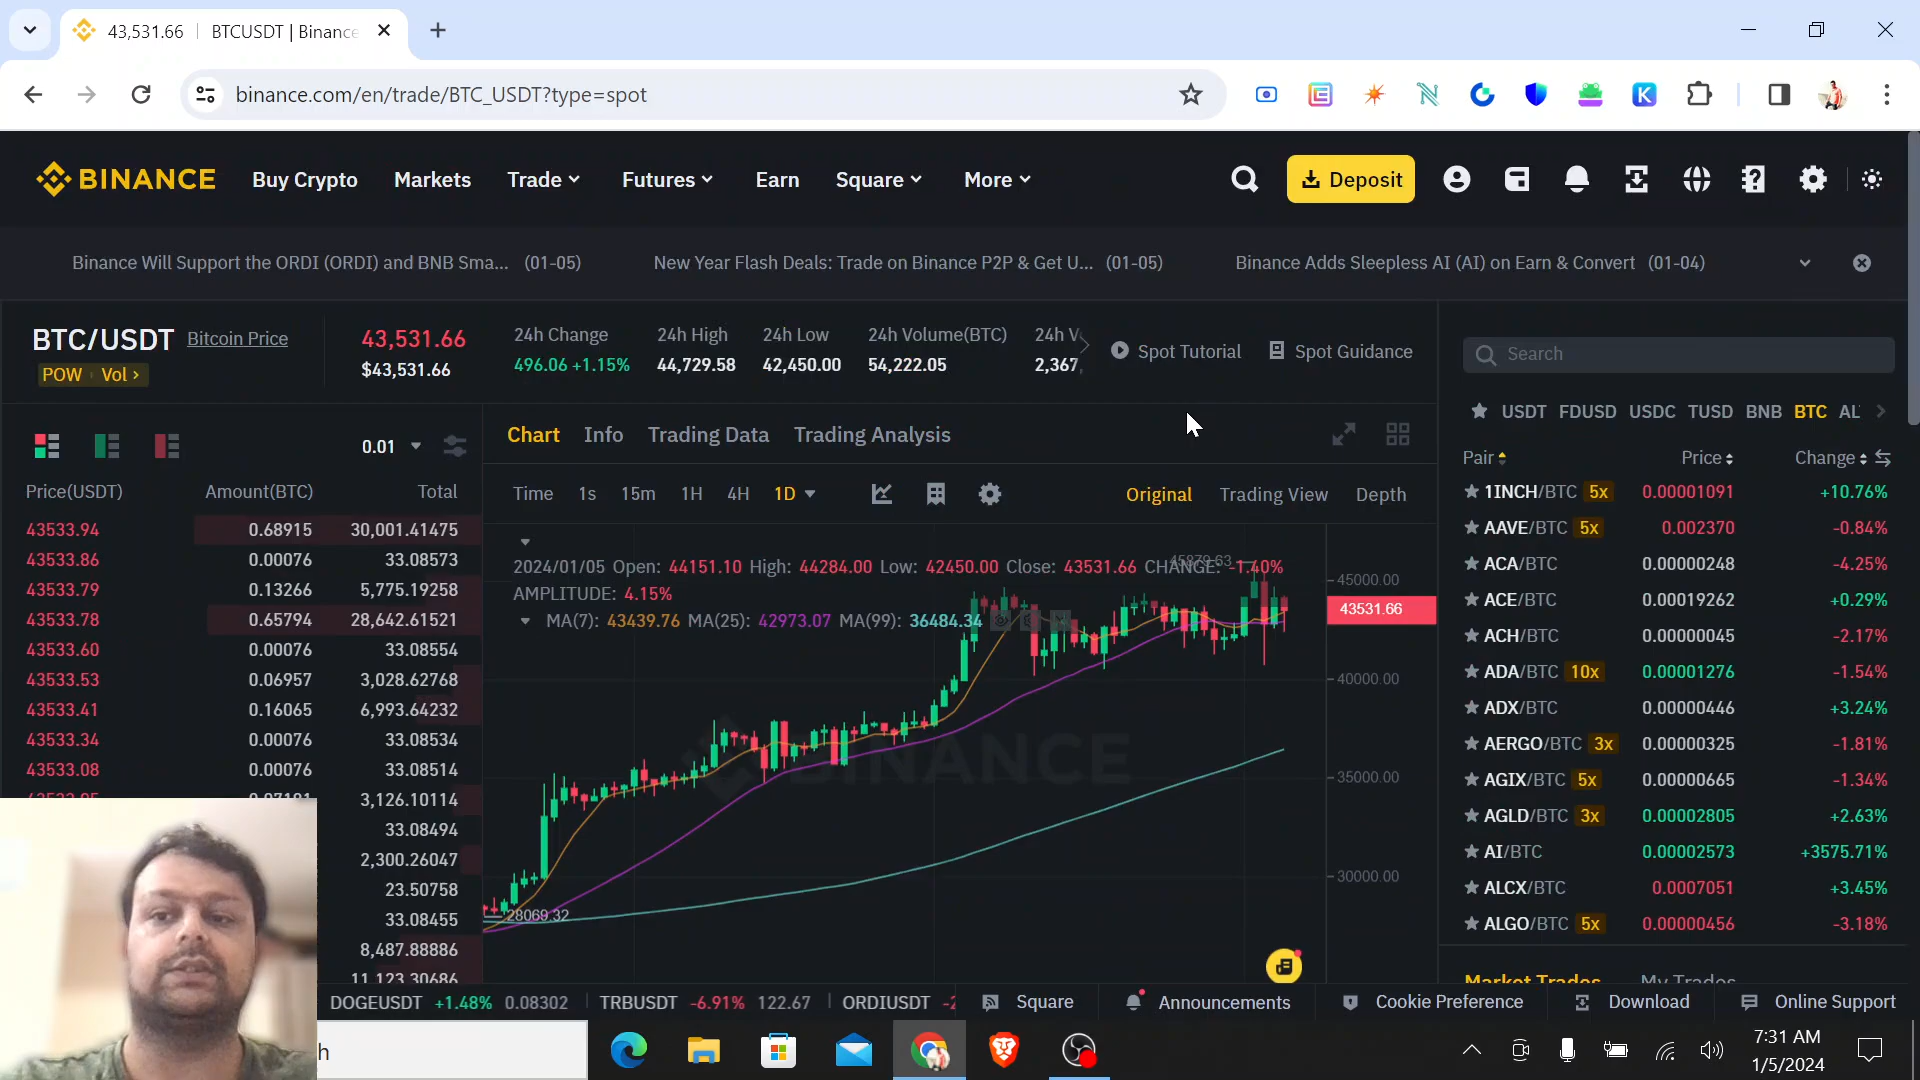 43,531.66 | BTCUSDT | Binance
binance.com/en/trade/BTC_USDT?type=spot
BINANCE Buy Crypto Markets Trade Futures Earn Square More Deposit
Binance Will Support the ORDI (ORDI) and BNB Sma... (01-05) New Year Flash Deals: Trade on Binance P2P & Get U... (01-05) Binance Adds Sleepless AI (AI) on Earn & Convert (01-04)
BTC/USDT Bitcoin Price
POW Vol
43,531.66
$43,531.66
24h Change
496.06 +1.15%
24h High
44,729.58
24h Low
42,450.00
24h Volume(BTC)
54,222.05
24h V
2,367,
Spot Tutorial Spot Guidance
0.01
Price(USDT) Amount(BTC) Total
43533.94 0.68915 30,001.41475
43533.86 0.00076 33.08573
43533.79 0.13266 5,775.19258
43533.78 0.65794 28,642.61521
43533.60 0.00076 33.08554
43533.53 0.06957 3,028.62768
43533.41 0.16065 6,993.64232
43533.34 0.00076 33.08534
43533.08 0.00076 33.08514
3,126.10114
33.08494
2,300.26047
23.50758
33.08455
8,487.88886
11,123.30686
Chart Info Trading Data Trading Analysis
Time 1s 15m 1H 4H 1D Original Trading View Depth
2024/01/05 Open: 44151.10 High: 44284.00 Low: 42450.00 Close: 43531.66 CHANGE: -1.40%
AMPLITUDE: 4.15%
MA(7): 43439.76 MA(25): 42973.07 MA(99): 36484.34
45879.63
45000.00
43531.66
40000.00
35000.00
30000.00
28069.32
BINANCE
Search
USDT FDUSD USDC TUSD BNB BTC AL
Pair Price Change
1INCH/BTC 5x 0.00001091 +10.76%
AAVE/BTC 5x 0.002370 -0.84%
ACA/BTC 0.00000248 -4.25%
ACE/BTC 0.00019262 +0.29%
ACH/BTC 0.00000045 -2.17%
ADA/BTC 10x 0.00001276 -1.54%
ADX/BTC 0.00000446 +3.24%
AERGO/BTC 3x 0.00000325 -1.81%
AGIX/BTC 5x 0.00000665 -1.34%
AGLD/BTC 3x 0.00002805 +2.63%
AI/BTC 0.00002573 +3575.71%
ALCX/BTC 0.0007051 +3.45%
ALGO/BTC 5x 0.00000456 -3.18%
Market Trades My Trades
DOGEUSDT +1.48% 0.08302 TRBUSDT -6.91% 122.67 ORDIUSDT -2 Square Announcements Cookie Preference Download Online Support
h
7:31 AM
1/5/2024